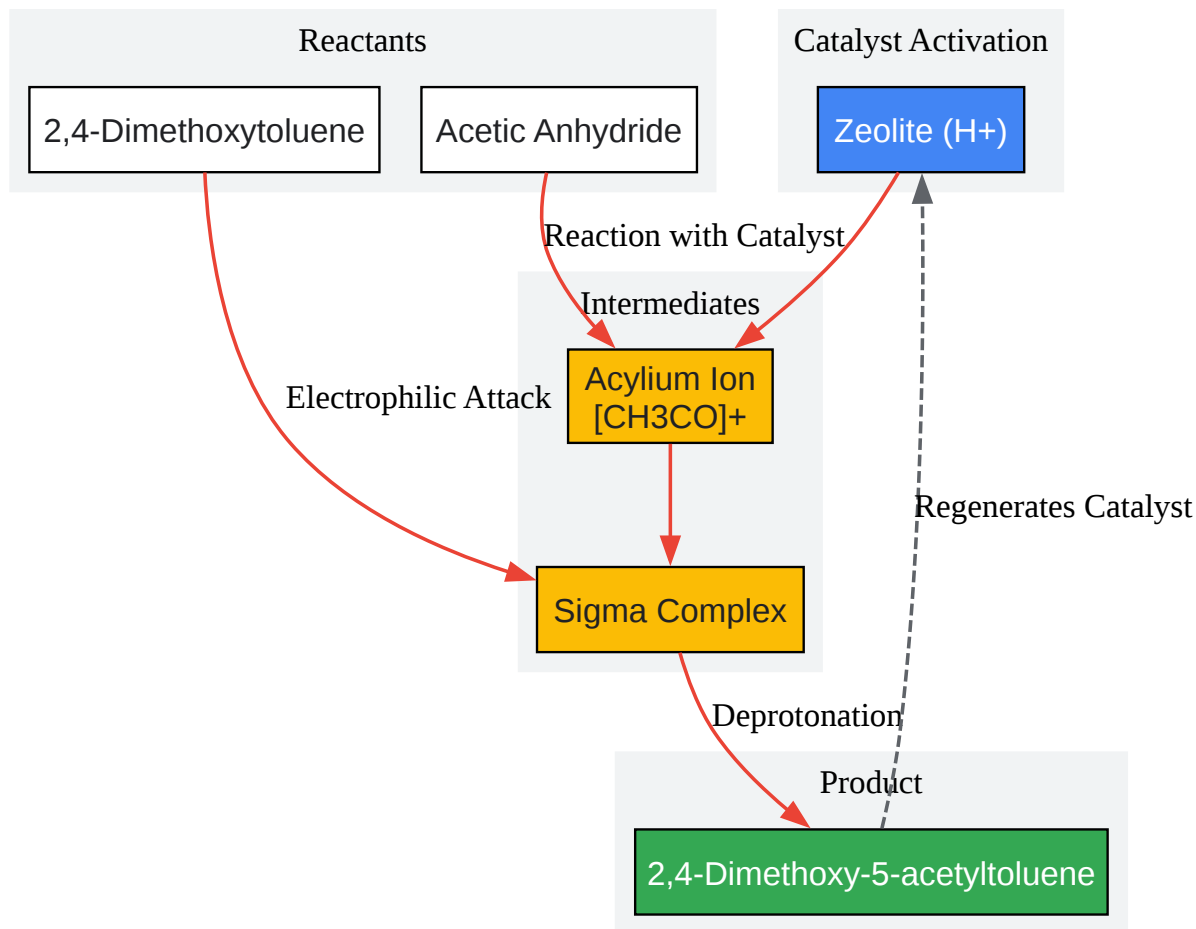 Reactants
Catalyst Activation
2,4-Dimethoxytoluene
Acetic Anhydride
Zeolite (H+)
Reaction with Catalyst
Intermediates
Acylium Ion
[CH3CO]+
Electrophilic Attack
Regenerates Catalyst
Sigma Complex
Deprotonation
Product
2,4-Dimethoxy-5-acetyltoluene